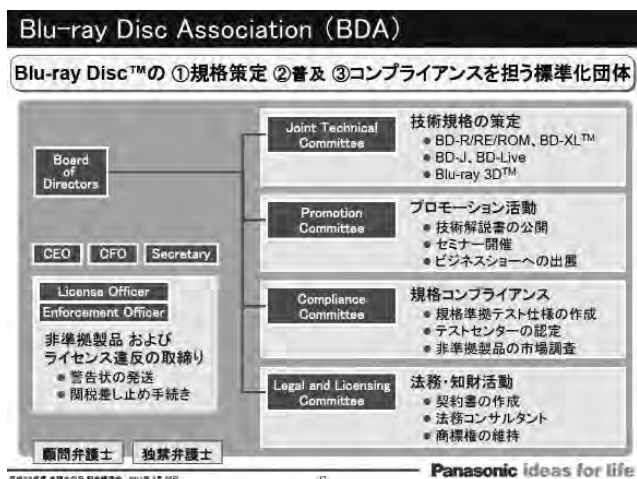 Blu-ray Disc Association (BDA)
Blu-ray Disc™の ①規格策定 ②普及 ③コンプライアンスを担う標準化団体
Board
of
Directors
CEO
CFO
Secretary
License Officer
Enforcement Officer
非準拠製品 および
ライセンス違反の取締り
● 警告状の発送
● 関税差し止め手続き
顧問弁護士
独禁弁護士
Joint Technical
Committee
技術規格の策定
● BD-R/RE/ROM、BD-XL™
● BD-J、BD-Live
● Blu-ray 3D™
Promotion
Committee
プロモーション活動
● 技術解説書の公開
● セミナー開催
● ビジネスショーへの出展
Compliance
Committee
規格コンプライアンス
● 規格準拠テスト仕様の作成
● テストセンターの認定
● 非準拠製品の市場調査
Legal and Licensing
Committee
法務・知財活動
● 契約書の作成
● 法務コンサルタント
● 商標権の維持
Panasonic ideas for life